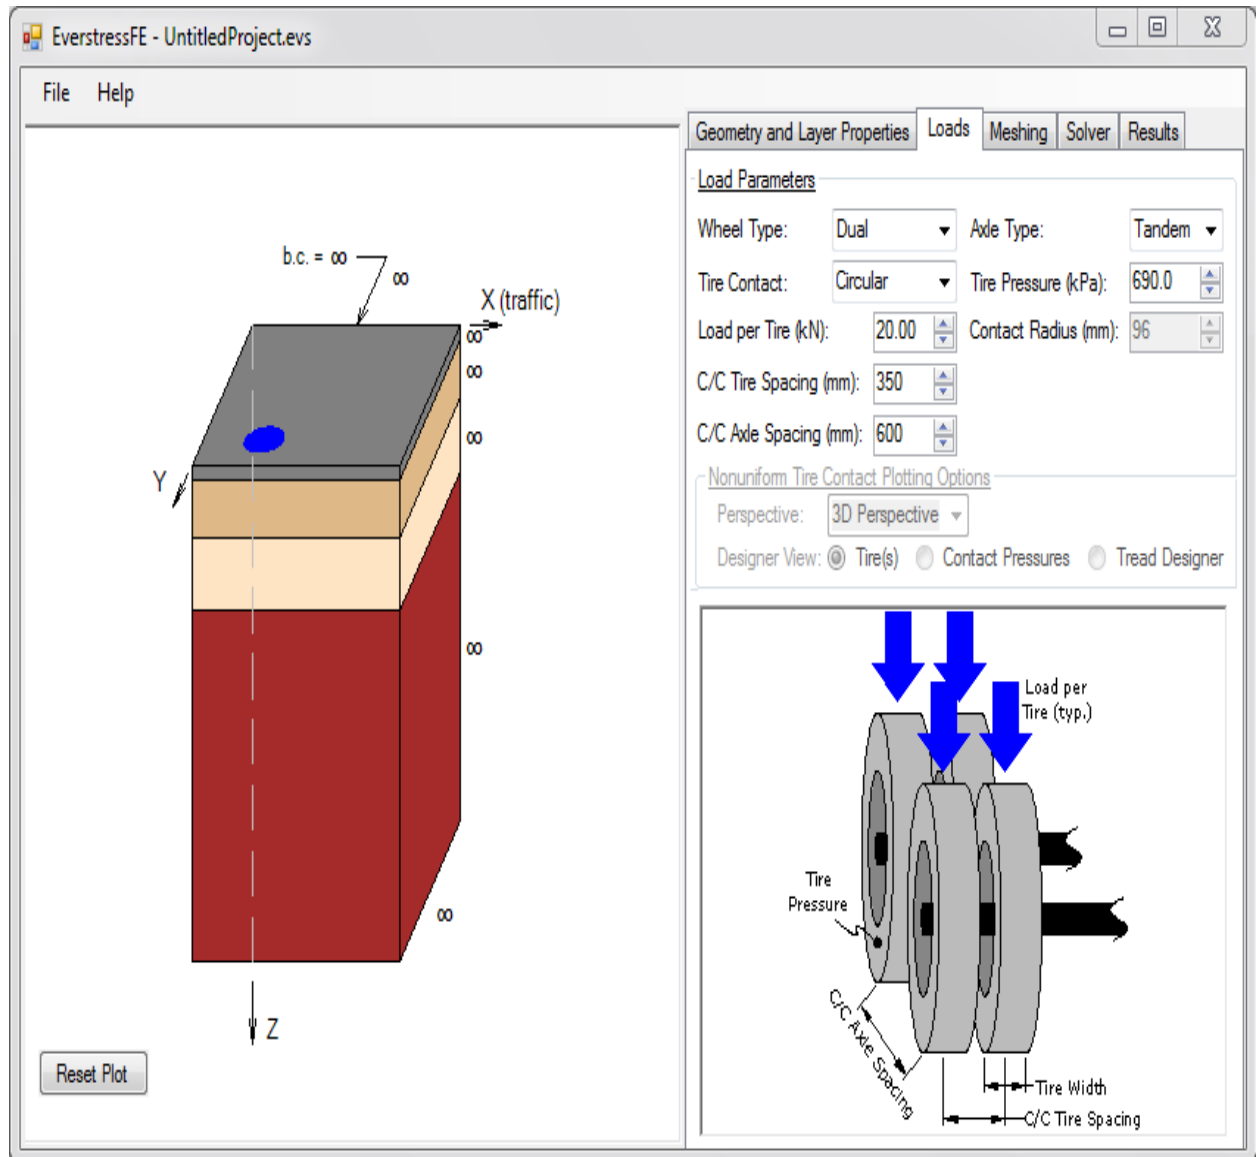 EverstressFE - UntitledProject.evs
File Help
Geometry and Layer Properties Loads Meshing Solver Results
Load Parameters
Wheel Type: Dual Axle Type: Tandem
Tire Contact: Circular Tire Pressure (kPa): 690.0
Load per Tire (kN): 20.00 Contact Radius (mm): 96
C/C Tire Spacing (mm): 350
C/C Axle Spacing (mm): 600
Nonuniform Tire Contact Plotting Options
Perspective: 3D Perspective
Designer View: Tire(s) Contact Pressures Tread Designer
b.c. = ∞
∞
X (traffic)
∞
∞
∞
Y
∞
∞
Z
Reset Plot
Load per
Tire (typ.)
Tire
Pressure
C/C Axle Spacing
Tire Width
C/C Tire Spacing